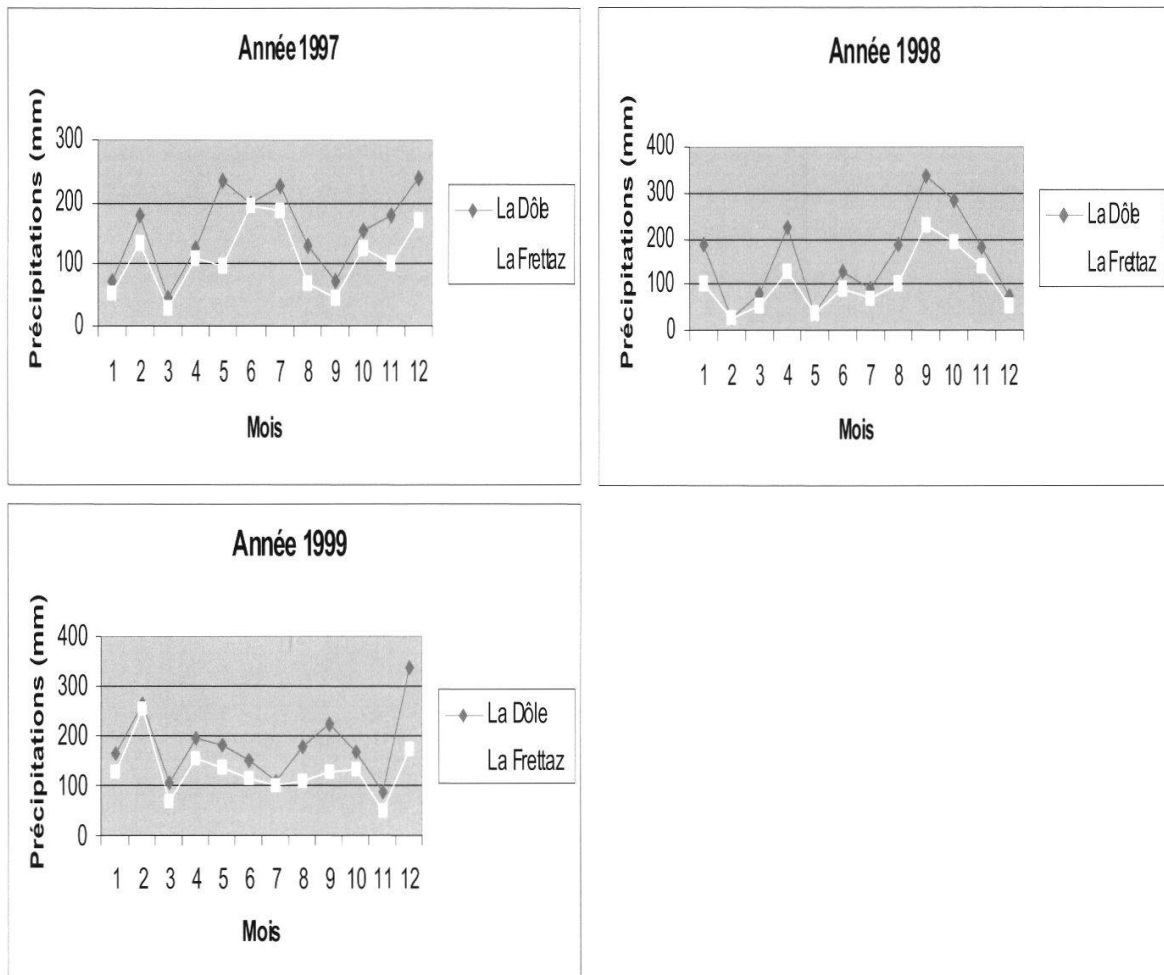 Année 1997
Précipitations (mm)
300
200
100
0
1 2 3 4 5 6 7 8 9 10 11 12
Mois
La Dôle
La Frettaz
Année 1998
Précipitations (mm)
400
300
200
100
0
1 2 3 4 5 6 7 8 9 10 11 12
Mois
La Dôle
La Frettaz
Année 1999
Précipitations (mm)
400
300
200
100
0
1 2 3 4 5 6 7 8 9 10 11 12
Mois
La Dôle
La Frettaz